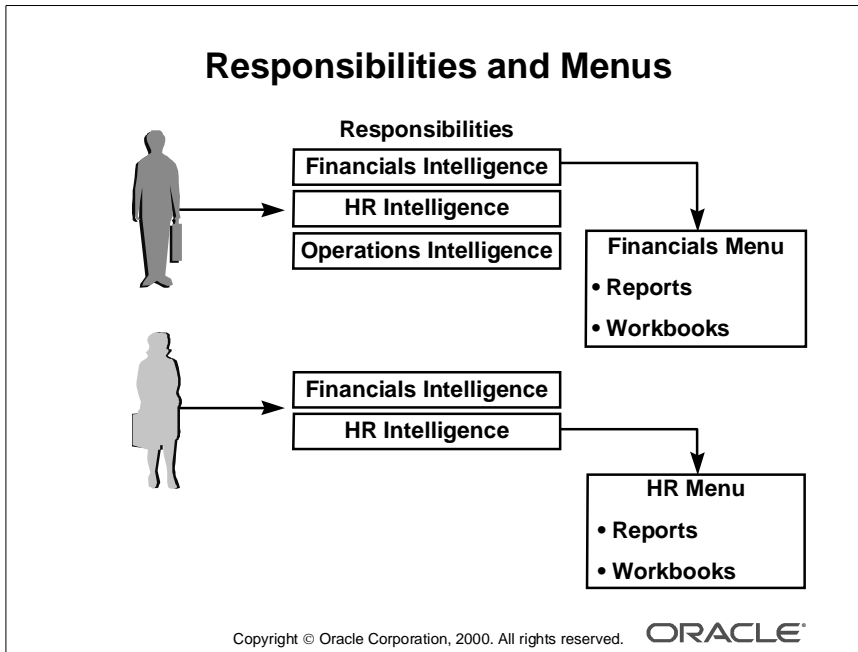 Responsibilities and Menus
Responsibilities
Financials Intelligence
HR Intelligence
Operations Intelligence
Financials Menu
• Reports
• Workbooks
Financials Intelligence
HR Intelligence
HR Menu
• Reports
• Workbooks
Copyright © Oracle Corporation, 2000. All rights reserved. ORACLE®